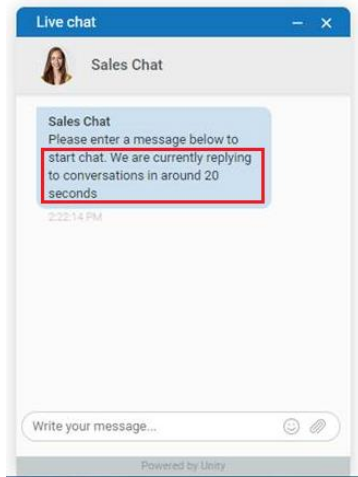 Live chat
Sales Chat
Sales Chat
Please enter a message below to
start chat. We are currently replying
to conversations in around 20
seconds
2:22:14 PM
Write your message...
Powered by Unity